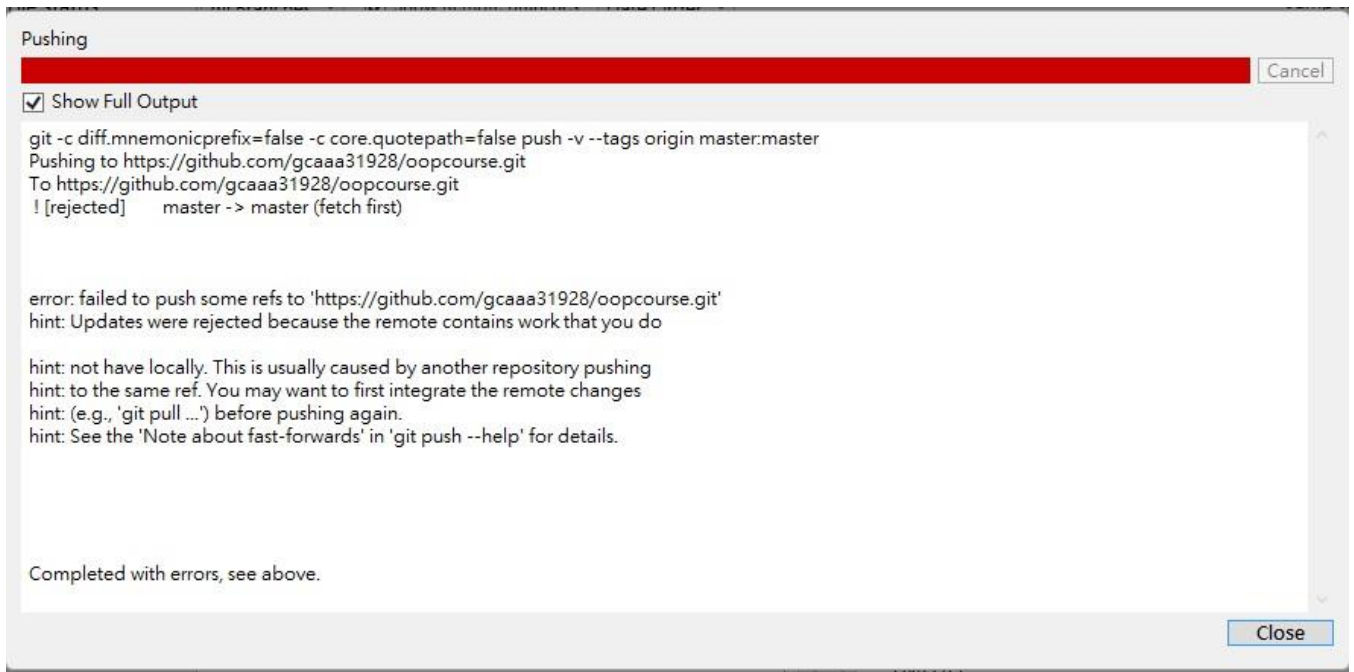 Pushing
Cancel
Show Full Output
git -c diff.mnemonicprefix=false -c core.quotepath=false push -v --tags origin master:master
Pushing to https://github.com/gcaaa31928/oopcourse.git
To https://github.com/gcaaa31928/oopcourse.git
! [rejected] master -> master (fetch first)
error: failed to push some refs to 'https://github.com/gcaaa31928/oopcourse.git'
hint: Updates were rejected because the remote contains work that you do
hint: not have locally. This is usually caused by another repository pushing
hint: to the same ref. You may want to first integrate the remote changes
hint: (e.g., 'git pull ...') before pushing again.
hint: See the 'Note about fast-forwards' in 'git push --help' for details.
Completed with errors, see above.
Close